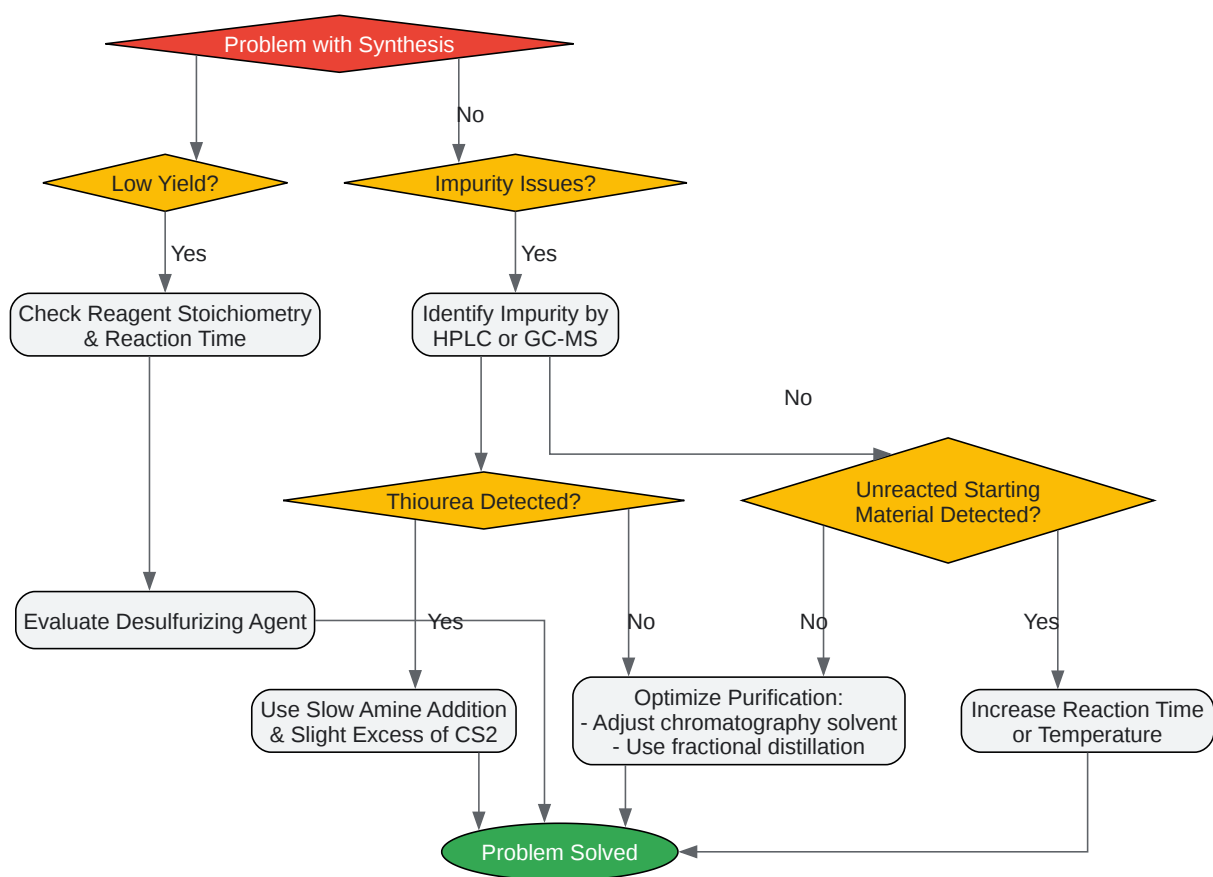 Problem with Synthesis
No
Low Yield?
Impurity Issues?
Yes
Yes
Check Reagent Stoichiometry
& Reaction Time
Identify Impurity by
HPLC or GC-MS
No
Thiourea Detected?
Unreacted Starting
Material Detected?
Evaluate Desulfurizing Agent
Yes
No
No
Yes
Use Slow Amine Addition
& Slight Excess of CS2
Optimize Purification:
- Adjust chromatography solvent
- Use fractional distillation
Increase Reaction Time
or Temperature
Problem Solved